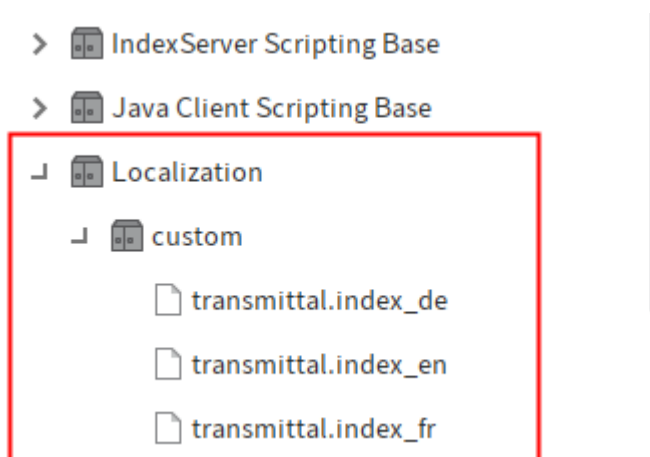 IndexServer Scripting Base
Java Client Scripting Base
Localization
custom
transmittal.index_de
transmittal.index_en
transmittal.index_fr